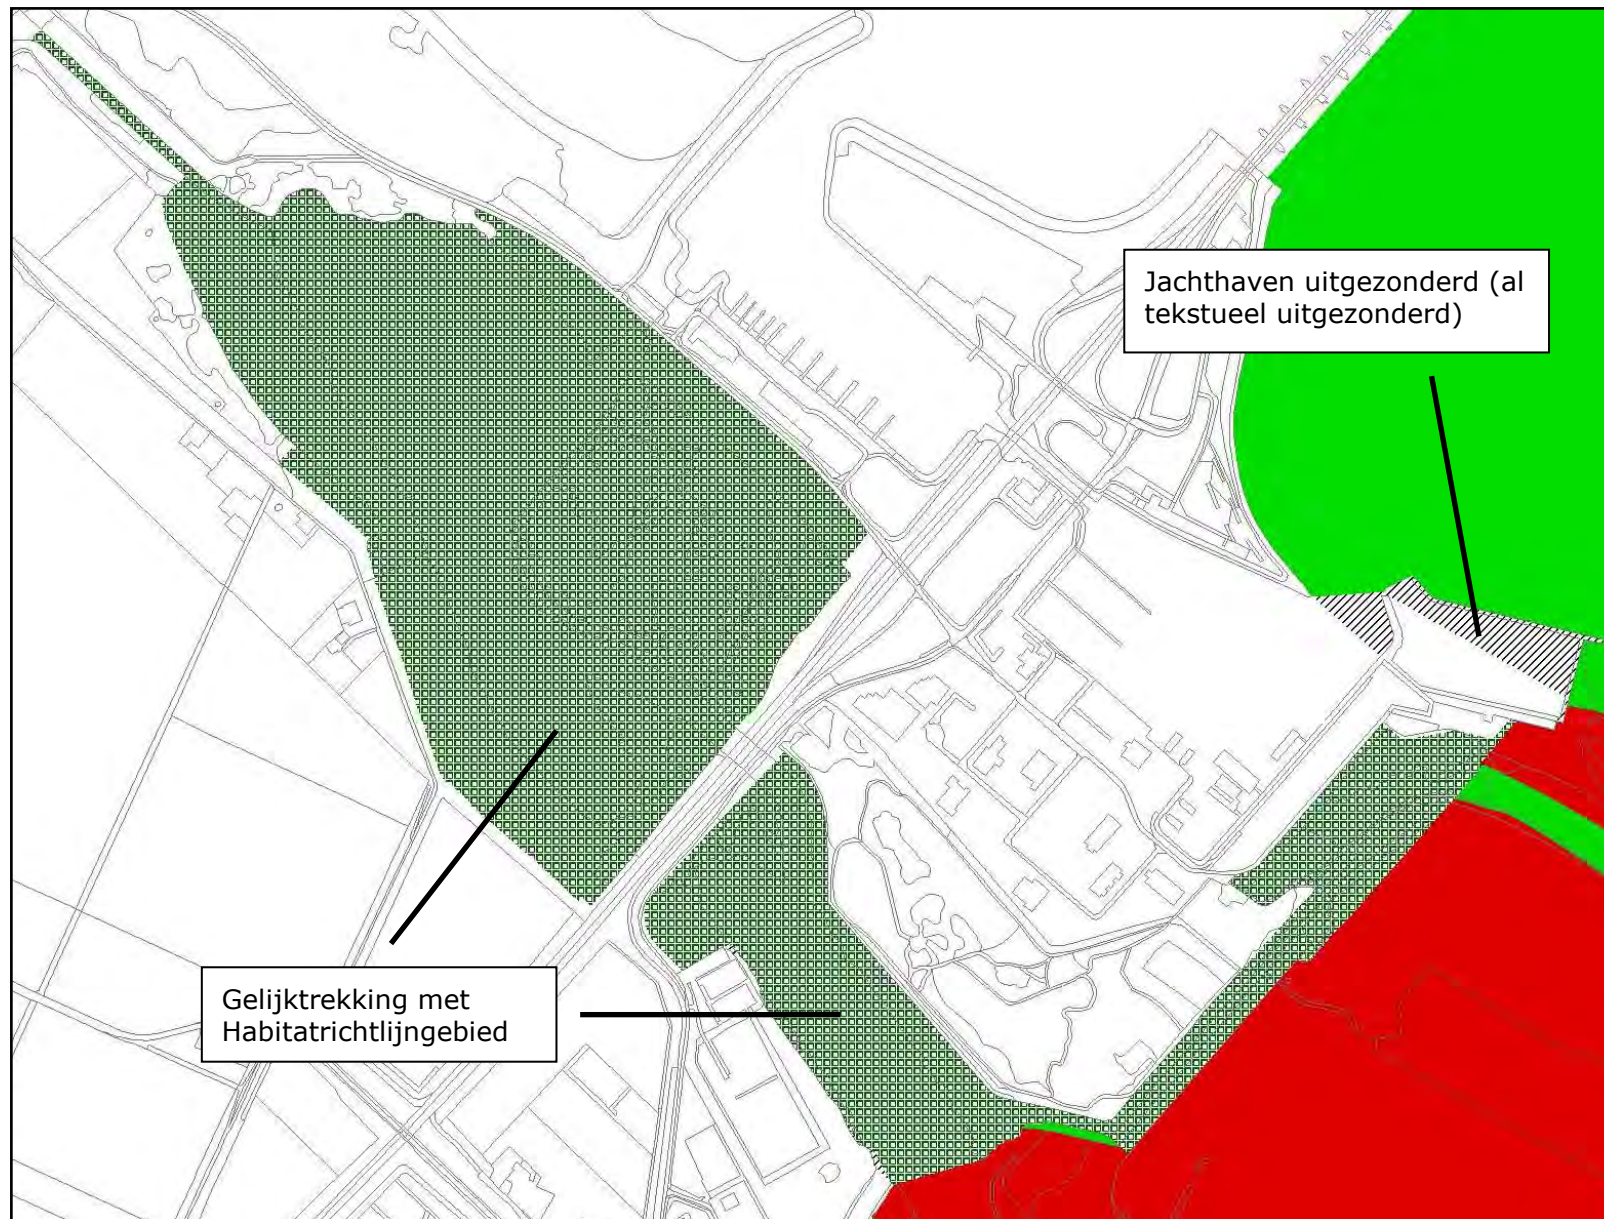 Jachthaven uitgezonderd (al
tekstueel uitgezonderd)
Gelijktrekking met
Habitatrichtlijngebied